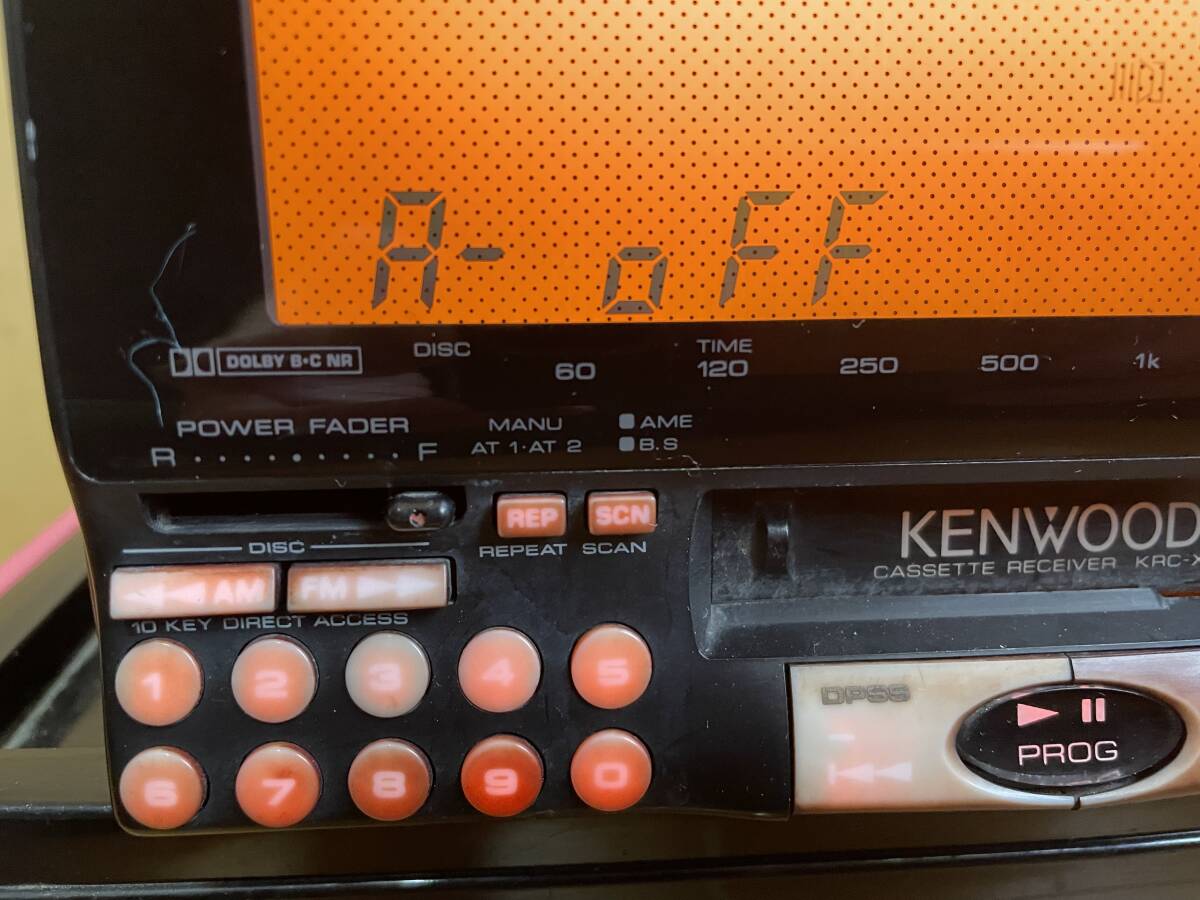 A- oFF
DOLBY B·C NR
DISC
TIME
60 120 250 500 1k
POWER FADER
R F
MANU
AT 1·AT 2
AME
B.S
REP SCN
REPEAT SCAN
DISC
AM FM
10 KEY DIRECT ACCESS
1 2 3 4 5
6 7 8 9 0
KENWOOD
CASSETTE RECEIVER KRC-X
DPSS
PROG